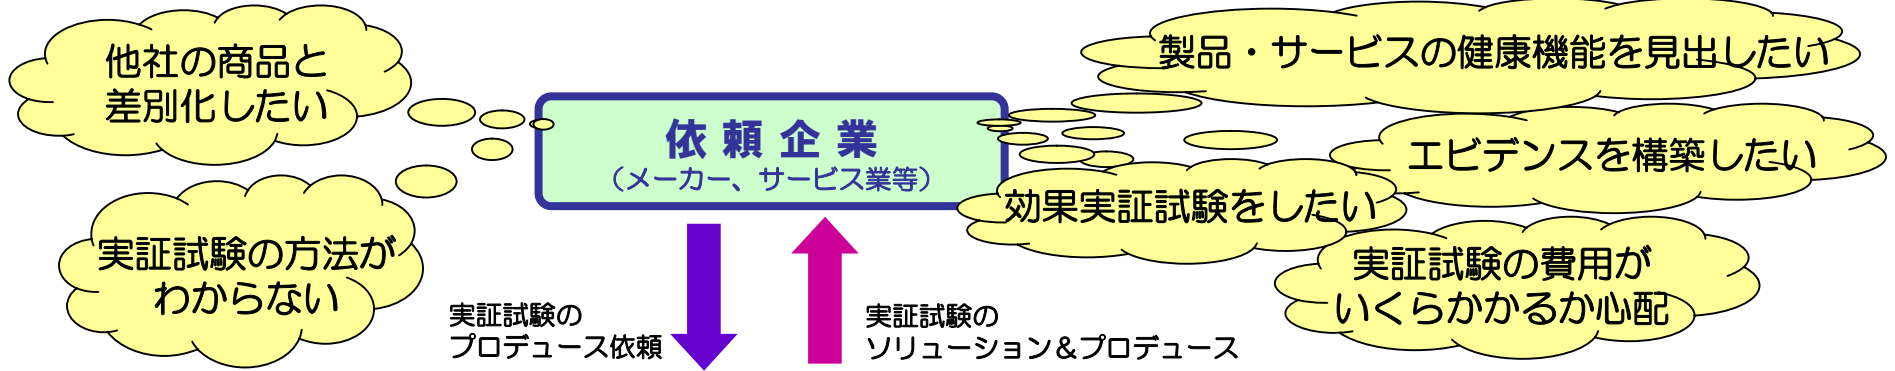 他社の商品と
差別化したい
実証試験の方法が
わからない
依頼企業
（メーカー、サービス業等）
製品・サービスの健康機能を見出したい
エビデンスを構築したい
効果実証試験をしたい
実証試験の費用が
いくらかかるか心配
実証試験の
プロデュース依頼
実証試験の
ソリューション＆プロデュース